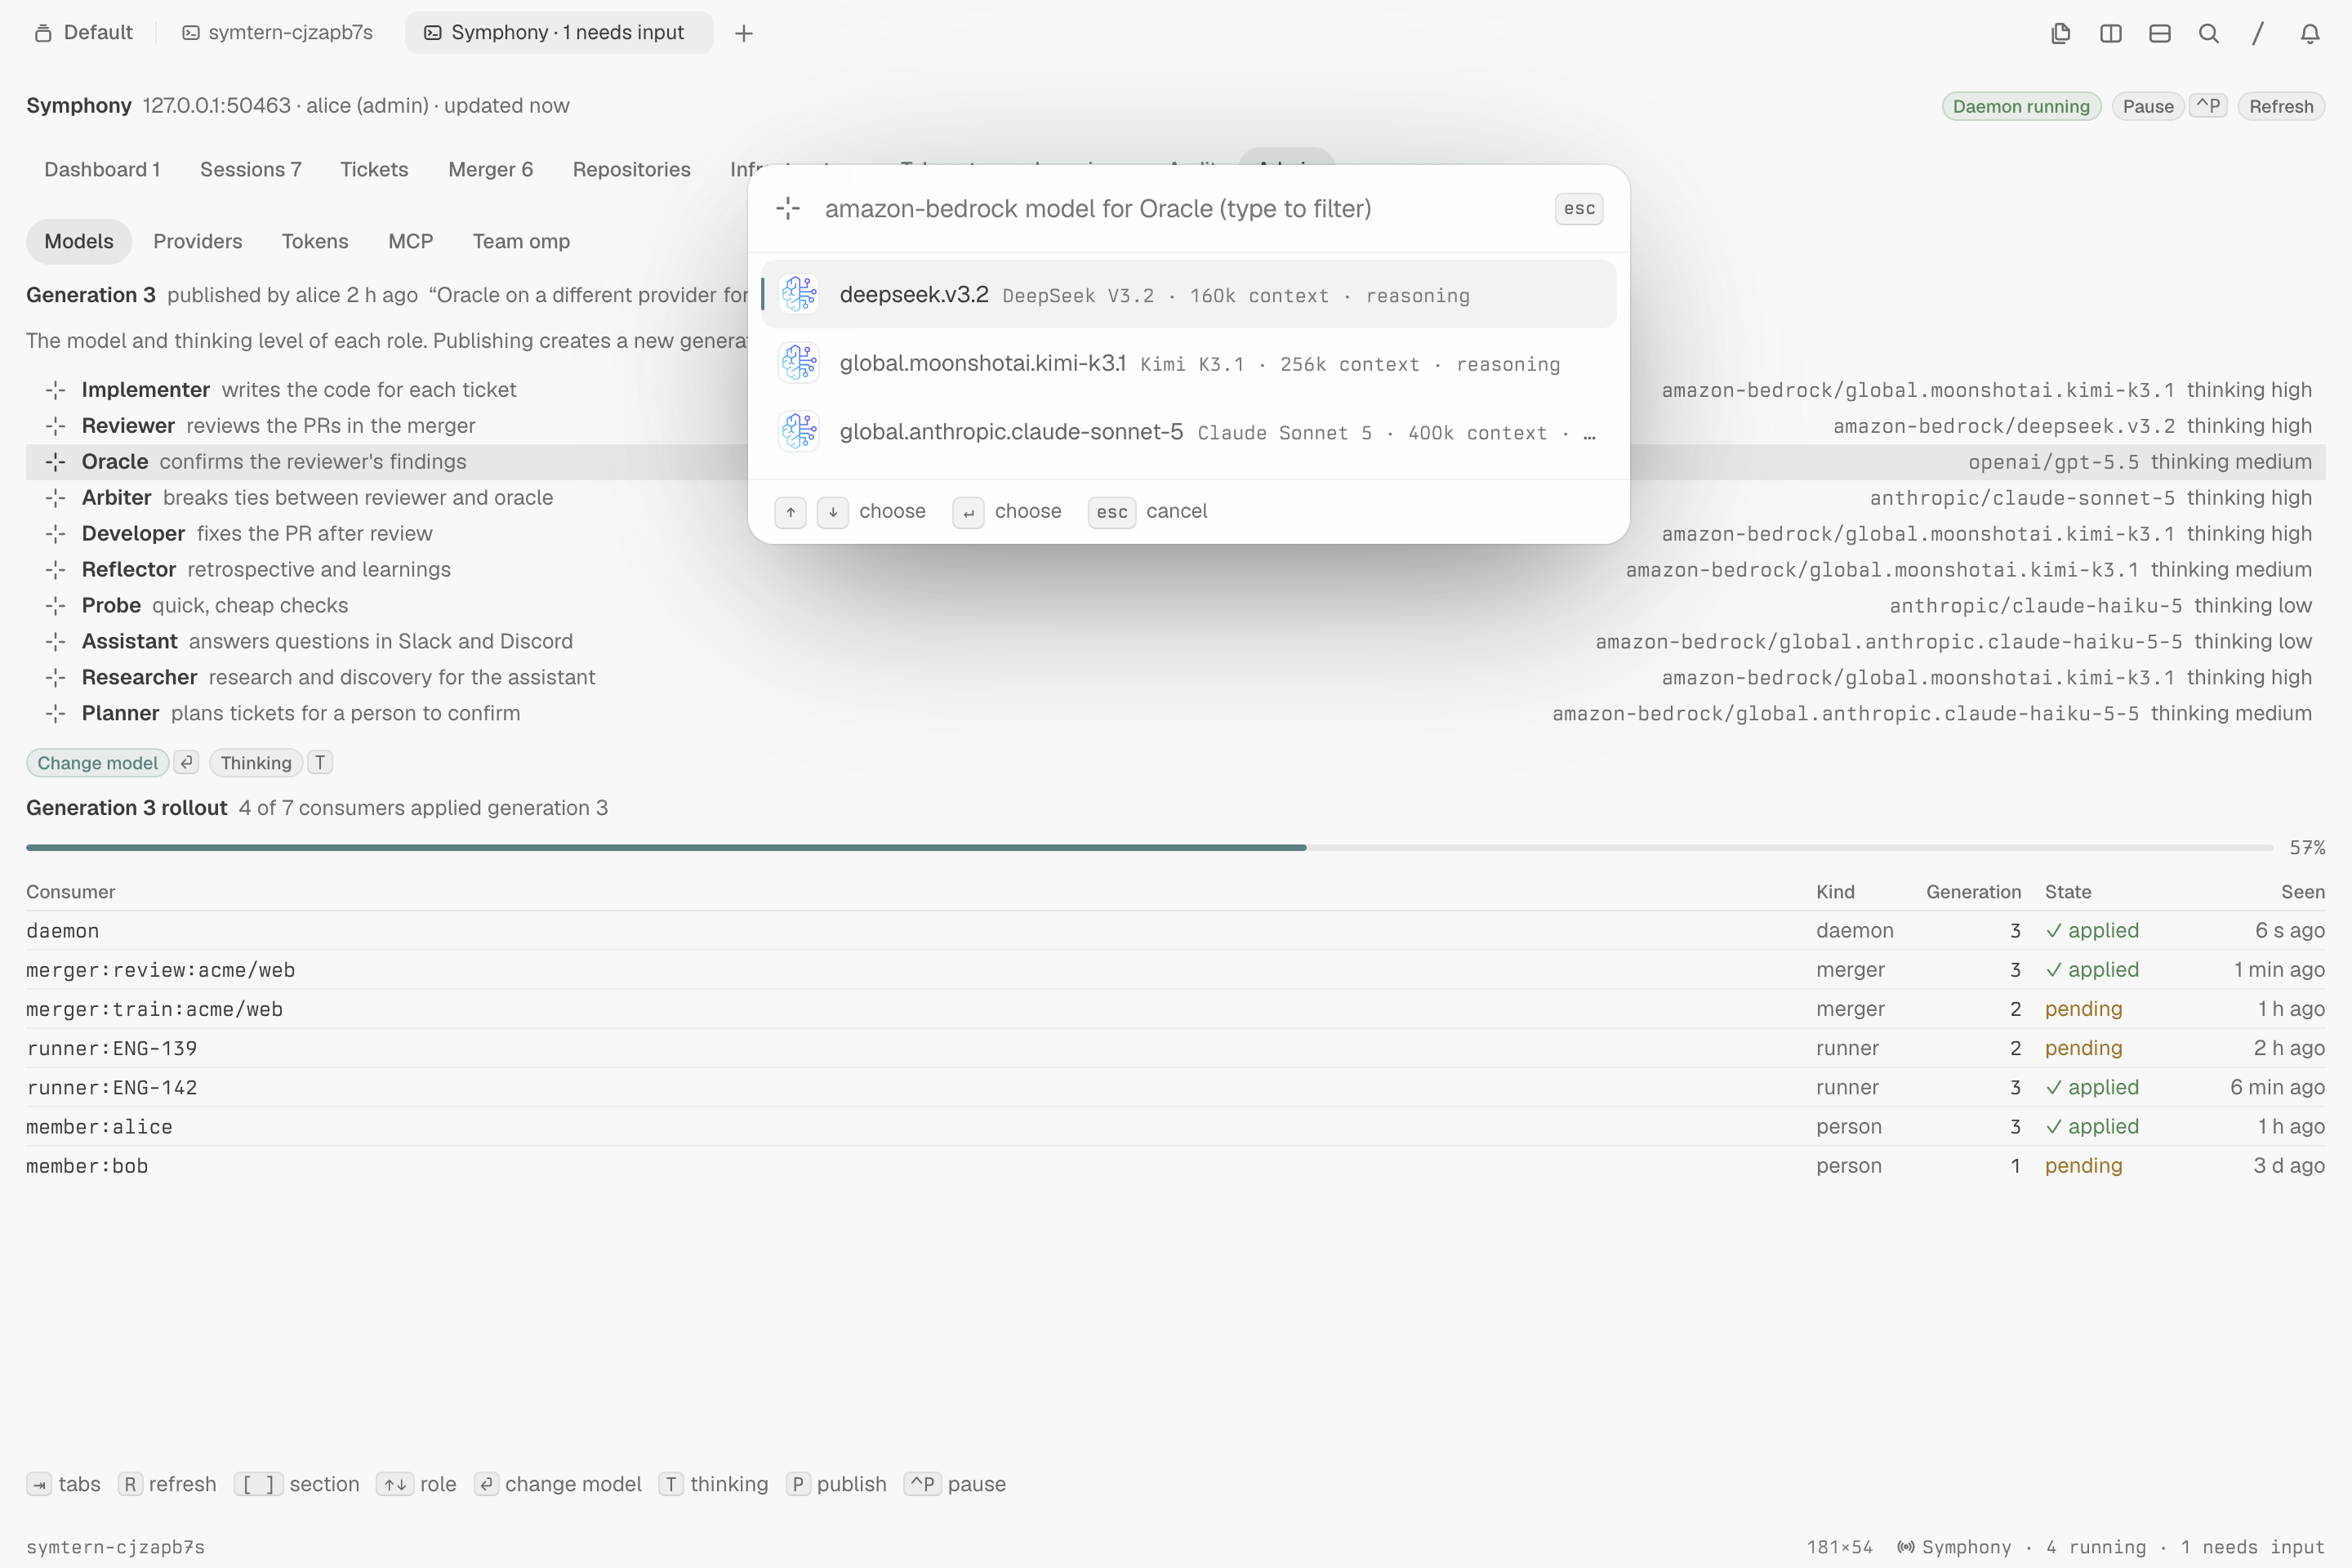 Default symtern-cjzapb7s Symphony · 1 needs input
Symphony 127.0.0.1:50463 · alice (admin) · updated now Daemon running Pause ^P Refresh
Dashboard 1 Sessions 7 Tickets Merger 6 Repositories
amazon-bedrock model for Oracle (type to filter) esc
Models Providers Tokens MCP Team omp
deepseek.v3.2 DeepSeek V3.2 · 160k context · reasoning
Generation 3 published by alice 2 h ago “Oracle on a different provider for
The model and thinking level of each role. Publishing creates a new
global.moonshotai.kimi-k3.1 Kimi K3.1 · 256k context · reasoning
global.anthropic.claude-sonnet-5 Claude Sonnet 5 · 400k context · …
↑ ↓ choose ↵ choose esc cancel
Implementer writes the code for each ticket amazon-bedrock/global.moonshotai.kimi-k3.1 thinking high
Reviewer reviews the PRs in the merger amazon-bedrock/deepseek.v3.2 thinking high
Oracle confirms the reviewer's findings openai/gpt-5.5 thinking medium
Arbiter breaks ties between reviewer and oracle anthropic/claude-sonnet-5 thinking high
Developer fixes the PR after review amazon-bedrock/global.moonshotai.kimi-k3.1 thinking high
Reflector retrospective and learnings amazon-bedrock/global.moonshotai.kimi-k3.1 thinking medium
Probe quick, cheap checks anthropic/claude-haiku-5 thinking low
Assistant answers questions in Slack and Discord amazon-bedrock/global.anthropic.claude-haiku-5-5 thinking low
Researcher research and discovery for the assistant amazon-bedrock/global.moonshotai.kimi-k3.1 thinking high
Planner plans tickets for a person to confirm amazon-bedrock/global.anthropic.claude-haiku-5-5 thinking medium
Change model ↵ Thinking T
Generation 3 rollout 4 of 7 consumers applied generation 3
57%
Consumer Kind Generation State Seen
daemon daemon 3 ✓ applied 6 s ago
merger:review:acme/web merger 3 ✓ applied 1 min ago
merger:train:acme/web merger 2 pending 1 h ago
runner:ENG-139 runner 2 pending 2 h ago
runner:ENG-142 runner 3 ✓ applied 6 min ago
member:alice person 3 ✓ applied 1 h ago
member:bob person 1 pending 3 d ago
⇥ tabs R refresh [ ] section ↑↓ role ↵ change model T thinking P publish ^P pause
symtern-cjzapb7s 181×54 Symphony · 4 running · 1 needs input